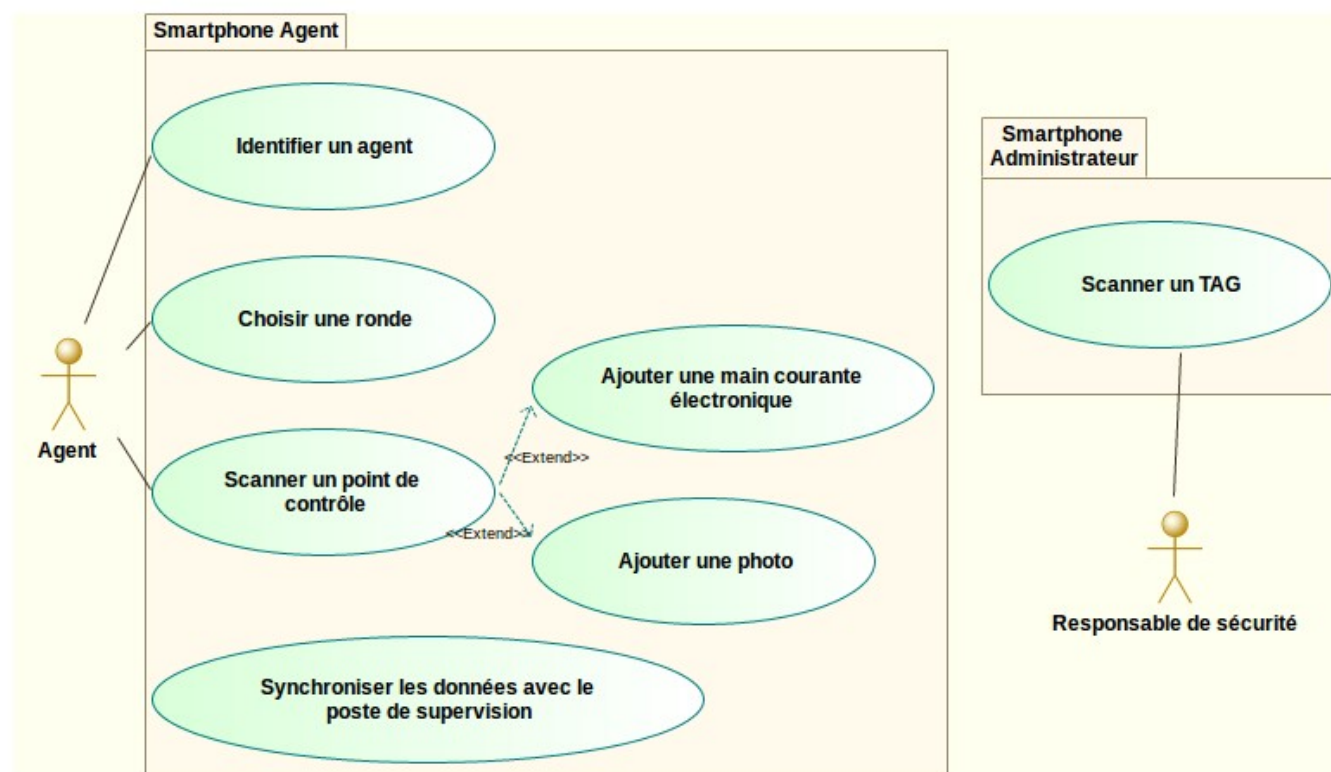 Smartphone Agent
Identifier un agent
Smartphone
Administrateur
Scanner un TAG
Choisir une ronde
Ajouter une main courante
électronique
Agent
<<Extend>>
Scanner un point de
contrôle
<<Extend>>
Ajouter une photo
Responsable de sécurité
Synchroniser les données avec le
poste de supervision